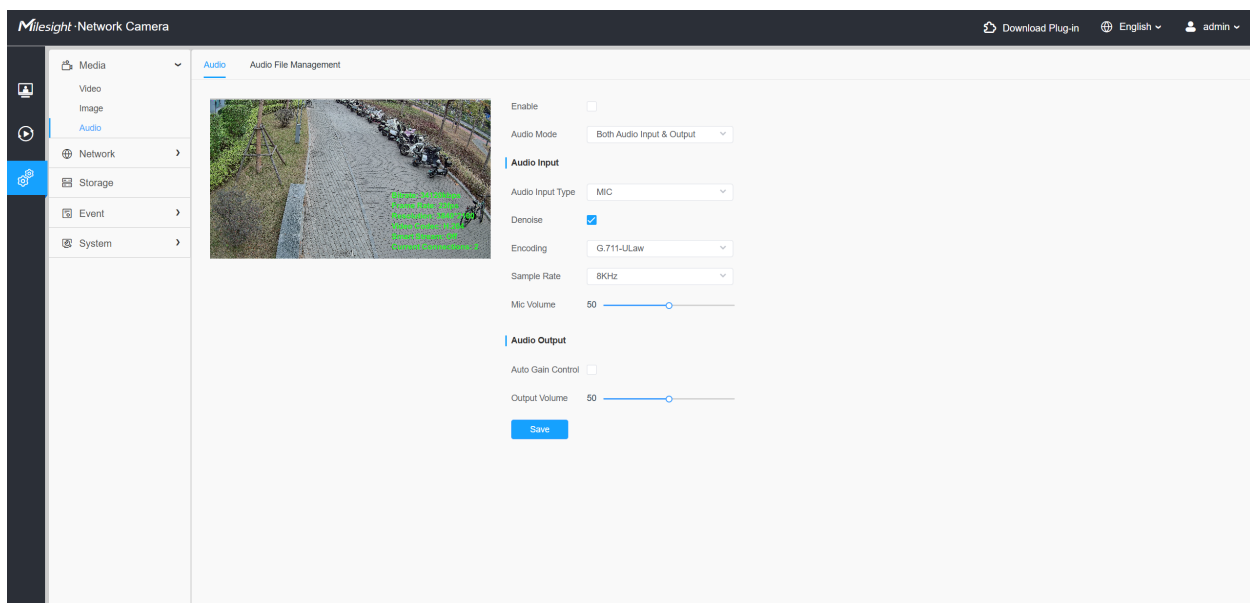 Milesight·Network Camera
Download Plug-in
English
admin
Media
Video
Image
Audio
Network
Storage
Event
System
Audio
Audio File Management
Enable
Audio Mode
Both Audio Input & Output
Audio Input
Audio Input Type
MIC
Denoise
Encoding
G.711-ULaw
Sample Rate
8KHz
Mic Volume
50
Audio Output
Auto Gain Control
Output Volume
50
Save